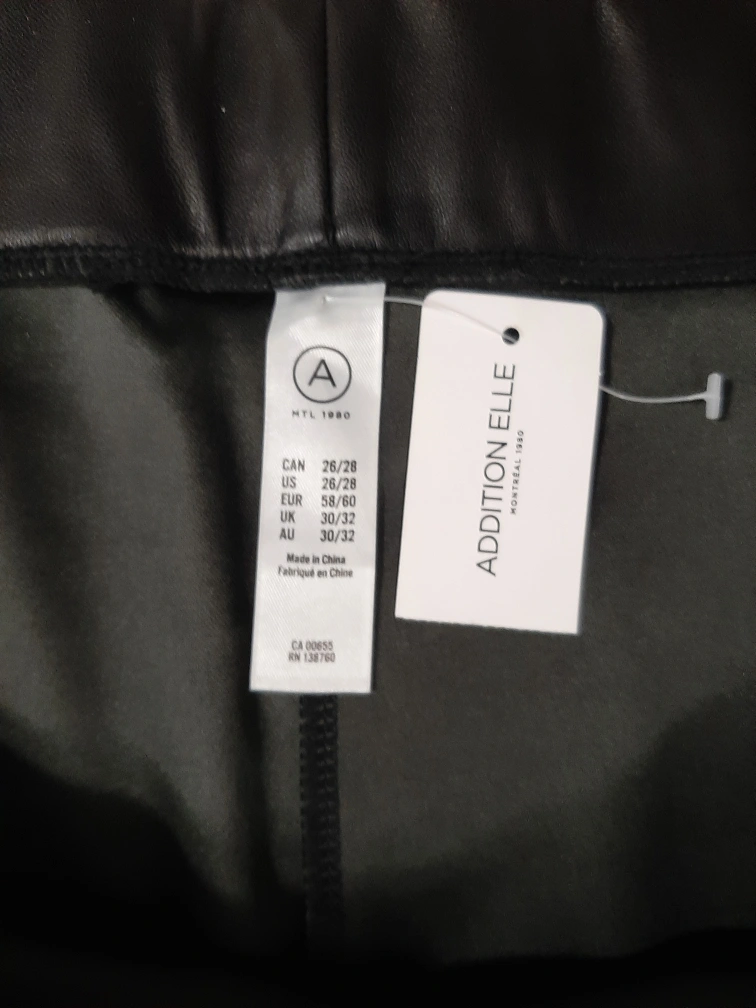 A
MTL 1980
CAN 26/28
US 26/28
EUR 58/60
UK 30/32
AU 30/32
Made in China
Fabriqué en Chine
CA 00655
RN 138760
ADDITION ELLE
MONTRÉAL 1980